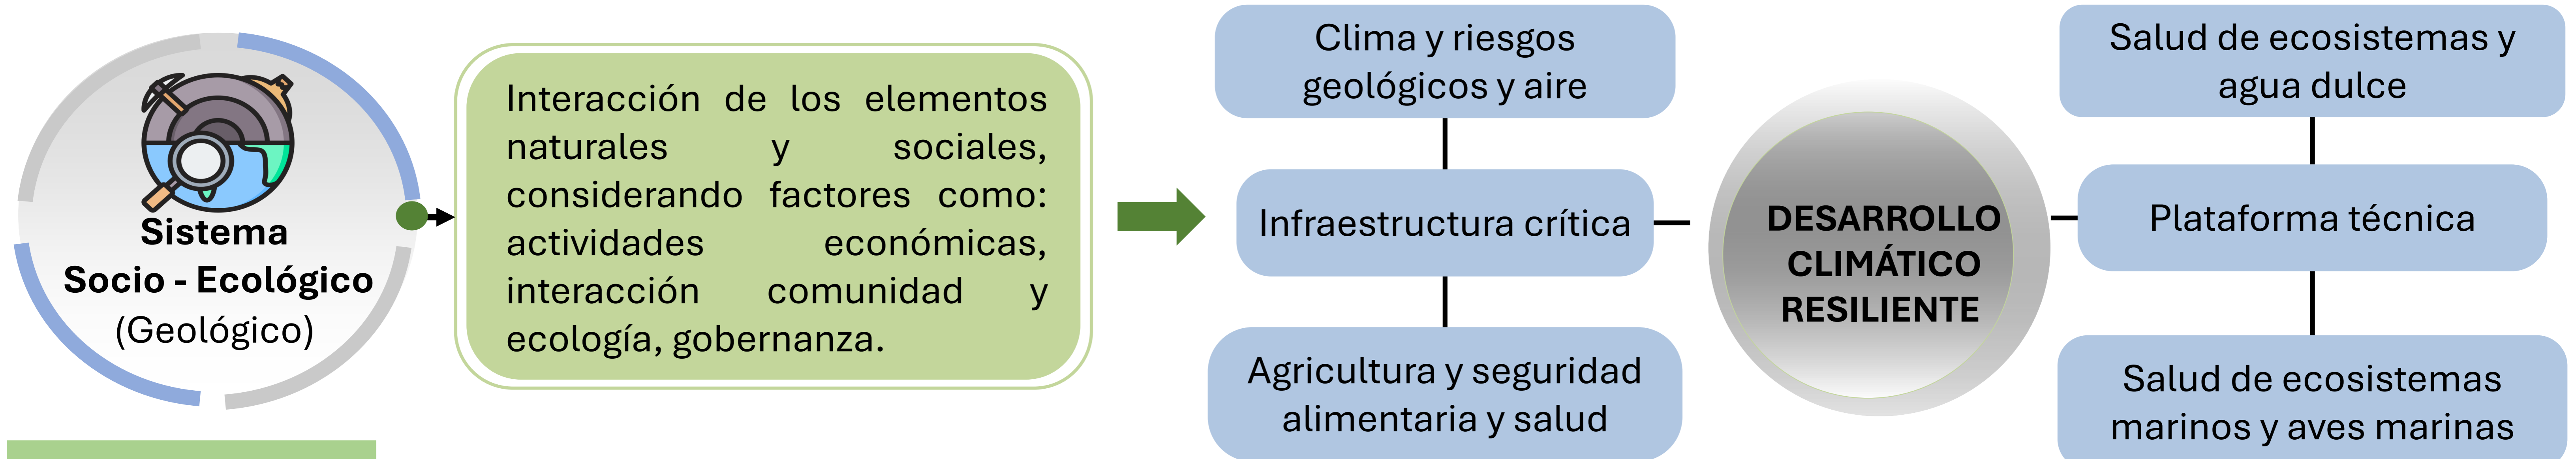 Sistema
Socio - Ecológico
(Geológico)
Interacción de los elementos
naturales y sociales,
considerando factores como:
actividades económicas,
interacción comunidad y
ecología, gobernanza.
Clima y riesgos
geológicos y aire
Infraestructura crítica
Agricultura y seguridad
alimentaria y salud
DESARROLLO
CLIMÁTICO
RESILIENTE
Salud de ecosistemas y
agua dulce
Plataforma técnica
Salud de ecosistemas
marinos y aves marinas